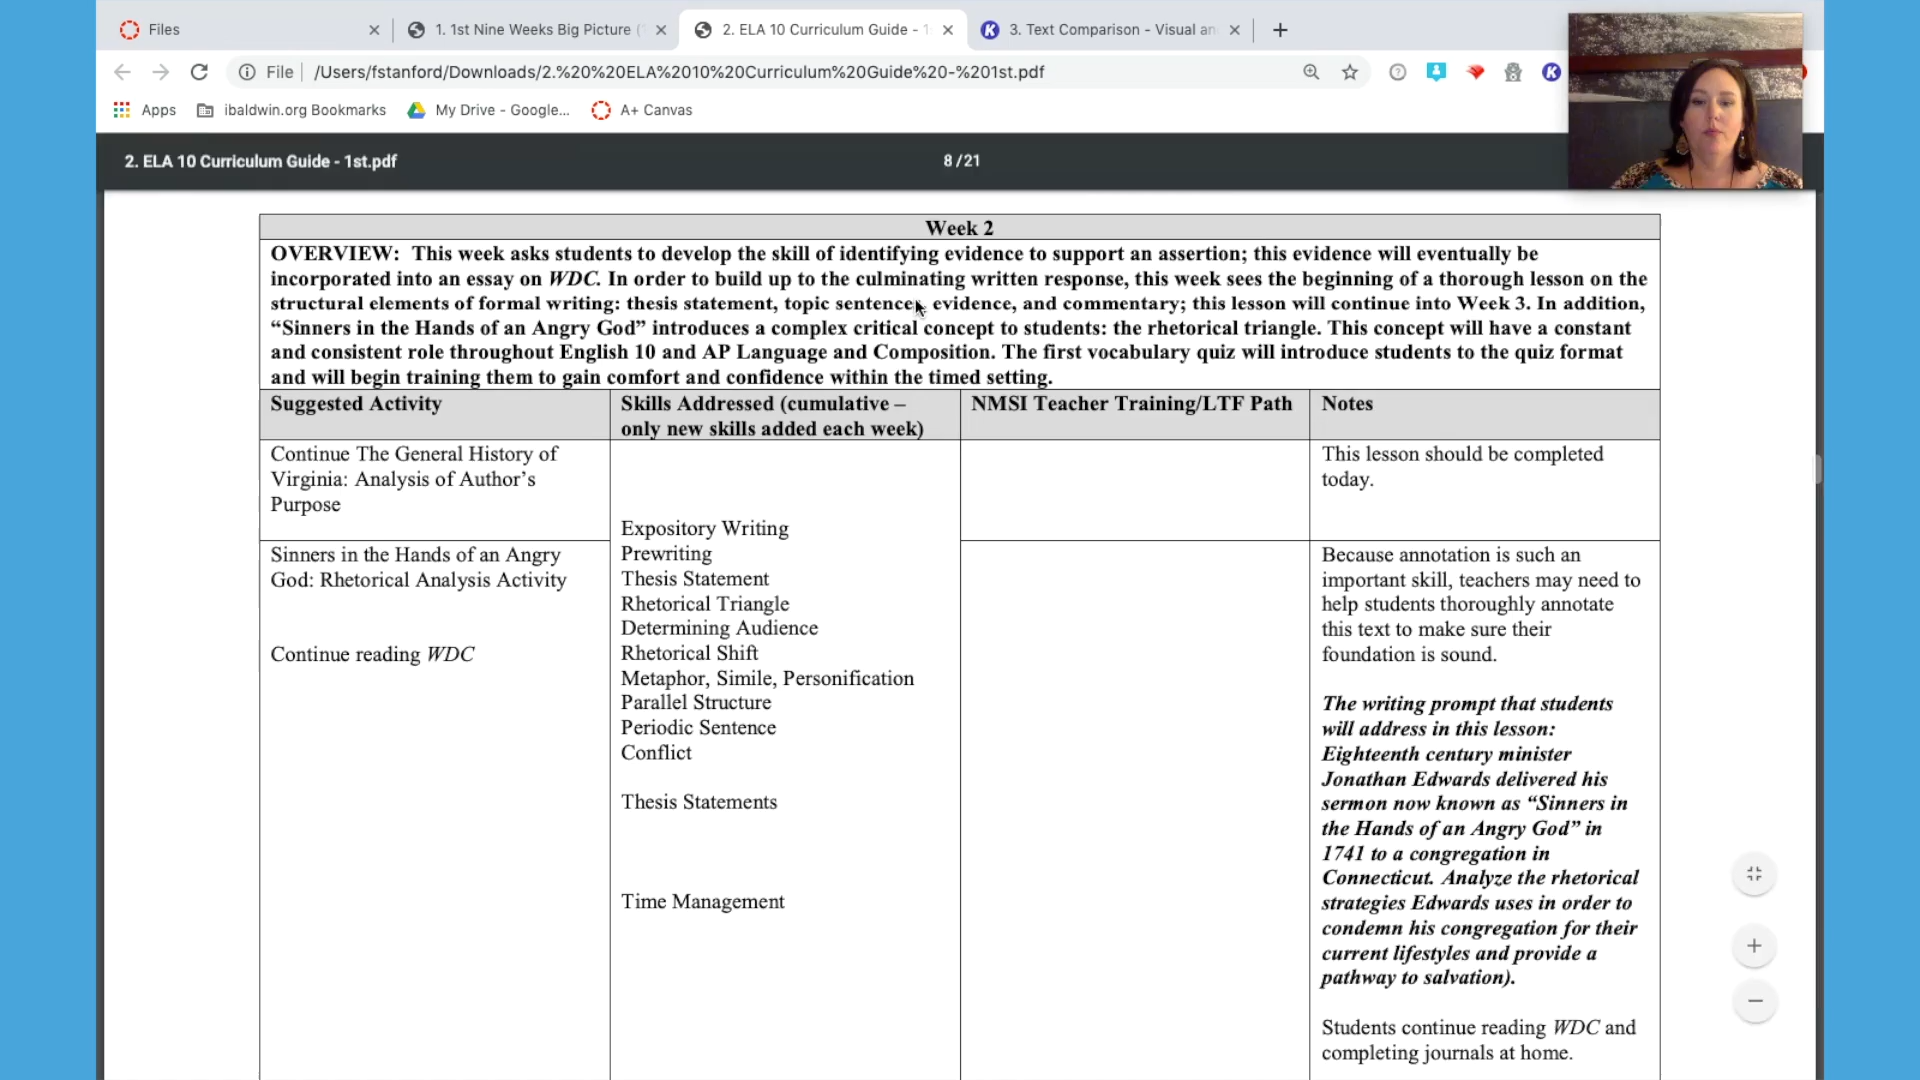 Files
1. 1st Nine Weeks Big Picture (
2. ELA 10 Curriculum Guide - 1
3. Text Comparison - Visual an
File
/Users/fstanford/Downloads/2.%20%20ELA%2010%20Curriculum%20Guide%20-%201st.pdf
Apps
ibaldwin.org Bookmarks
My Drive - Google...
A+ Canvas
2. ELA 10 Curriculum Guide - 1st.pdf
8 / 21
Week 2
OVERVIEW: This week asks students to develop the skill of identifying evidence to support an assertion; this evidence will eventually be
incorporated into an essay on WDC. In order to build up to the culminating written response, this week sees the beginning of a thorough lesson on the
structural elements of formal writing: thesis statement, topic sentence, evidence, and commentary; this lesson will continue into Week 3. In addition,
“Sinners in the Hands of an Angry God” introduces a complex critical concept to students: the rhetorical triangle. This concept will have a constant
and consistent role throughout English 10 and AP Language and Composition. The first vocabulary quiz will introduce students to the quiz format
and will begin training them to gain comfort and confidence within the timed setting.
Suggested Activity
Skills Addressed (cumulative –
only new skills added each week)
NMSI Teacher Training/LTF Path
Notes
Continue The General History of
Virginia: Analysis of Author’s
Purpose
This lesson should be completed
today.
Sinners in the Hands of an Angry
God: Rhetorical Analysis Activity
Continue reading WDC
Expository Writing
Prewriting
Thesis Statement
Rhetorical Triangle
Determining Audience
Rhetorical Shift
Metaphor, Simile, Personification
Parallel Structure
Periodic Sentence
Conflict
Thesis Statements
Time Management
Because annotation is such an
important skill, teachers may need to
help students thoroughly annotate
this text to make sure their
foundation is sound.
The writing prompt that students
will address in this lesson:
Eighteenth century minister
Jonathan Edwards delivered his
sermon now known as “Sinners in
the Hands of an Angry God” in
1741 to a congregation in
Connecticut. Analyze the rhetorical
strategies Edwards uses in order to
condemn his congregation for their
current lifestyles and provide a
pathway to salvation).
Students continue reading WDC and
completing journals at home.